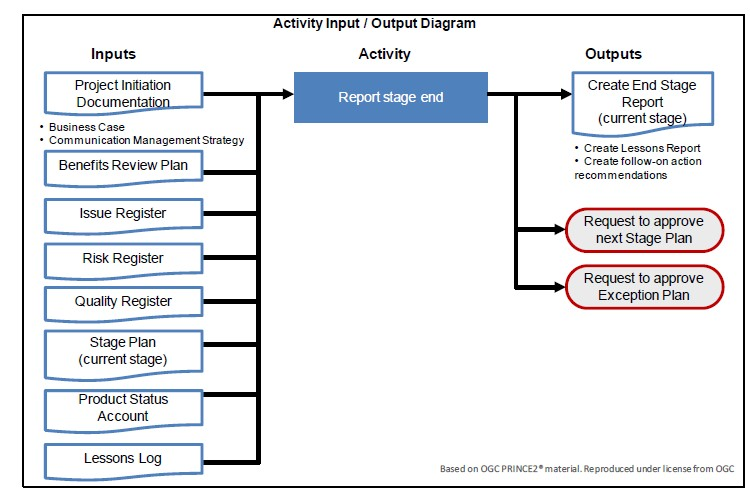 Activity Input / Output Diagram
Inputs
Activity
Outputs
Project Initiation
Documentation
• Business Case
• Communication Management Strategy
Benefits Review Plan
Issue Register
Risk Register
Quality Register
Stage Plan
(current stage)
Product Status
Account
Lessons Log
Report stage end
Create End Stage
Report
(current stage)
• Create Lessons Report
• Create follow-on action
recommendations
Request to approve
next Stage Plan
Request to approve
Exception Plan
Based on OGC PRINCE2® material. Reproduced under license from OGC